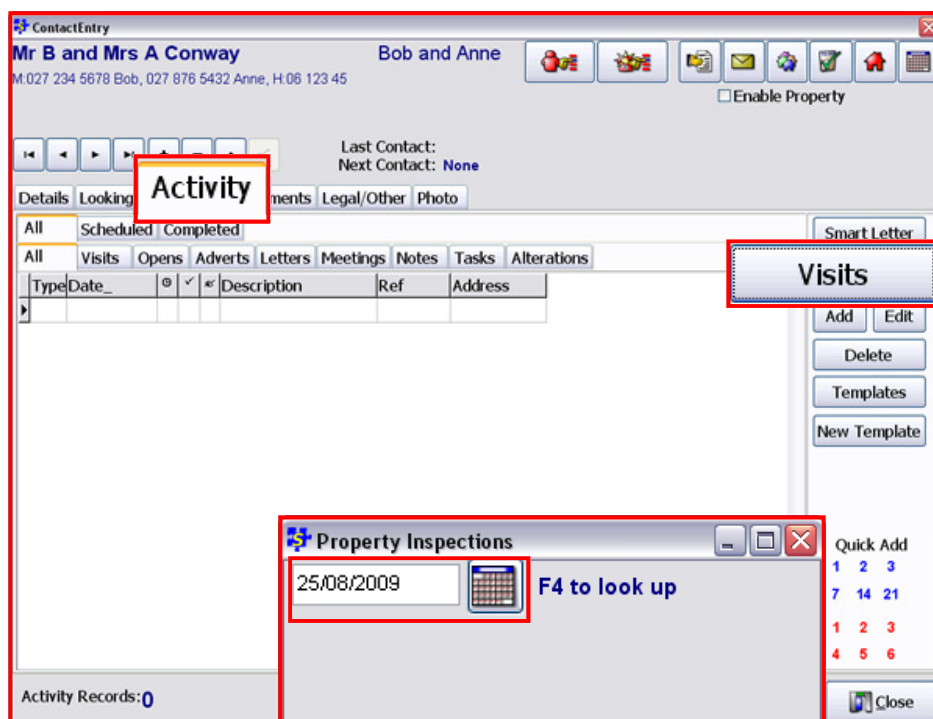 ContactEntry
Mr B and Mrs A Conway Bob and Anne
M:027 234 5678 Bob, 027 876 5432 Anne, H:06 123 45
Enable Property
Last Contact:
Next Contact: None
Details Looking Activity ments Legal/Other Photo
All Scheduled Completed
Smart Letter
All Visits Opens Adverts Letters Meetings Notes Tasks Alterations
Visits
Type Date_ Description Ref Address
Add Edit
Delete
Templates
New Template
Property Inspections
25/08/2009 F4 to look up
Quick Add
1 2 3
7 14 21
1 2 3
4 5 6
Activity Records: 0
Close